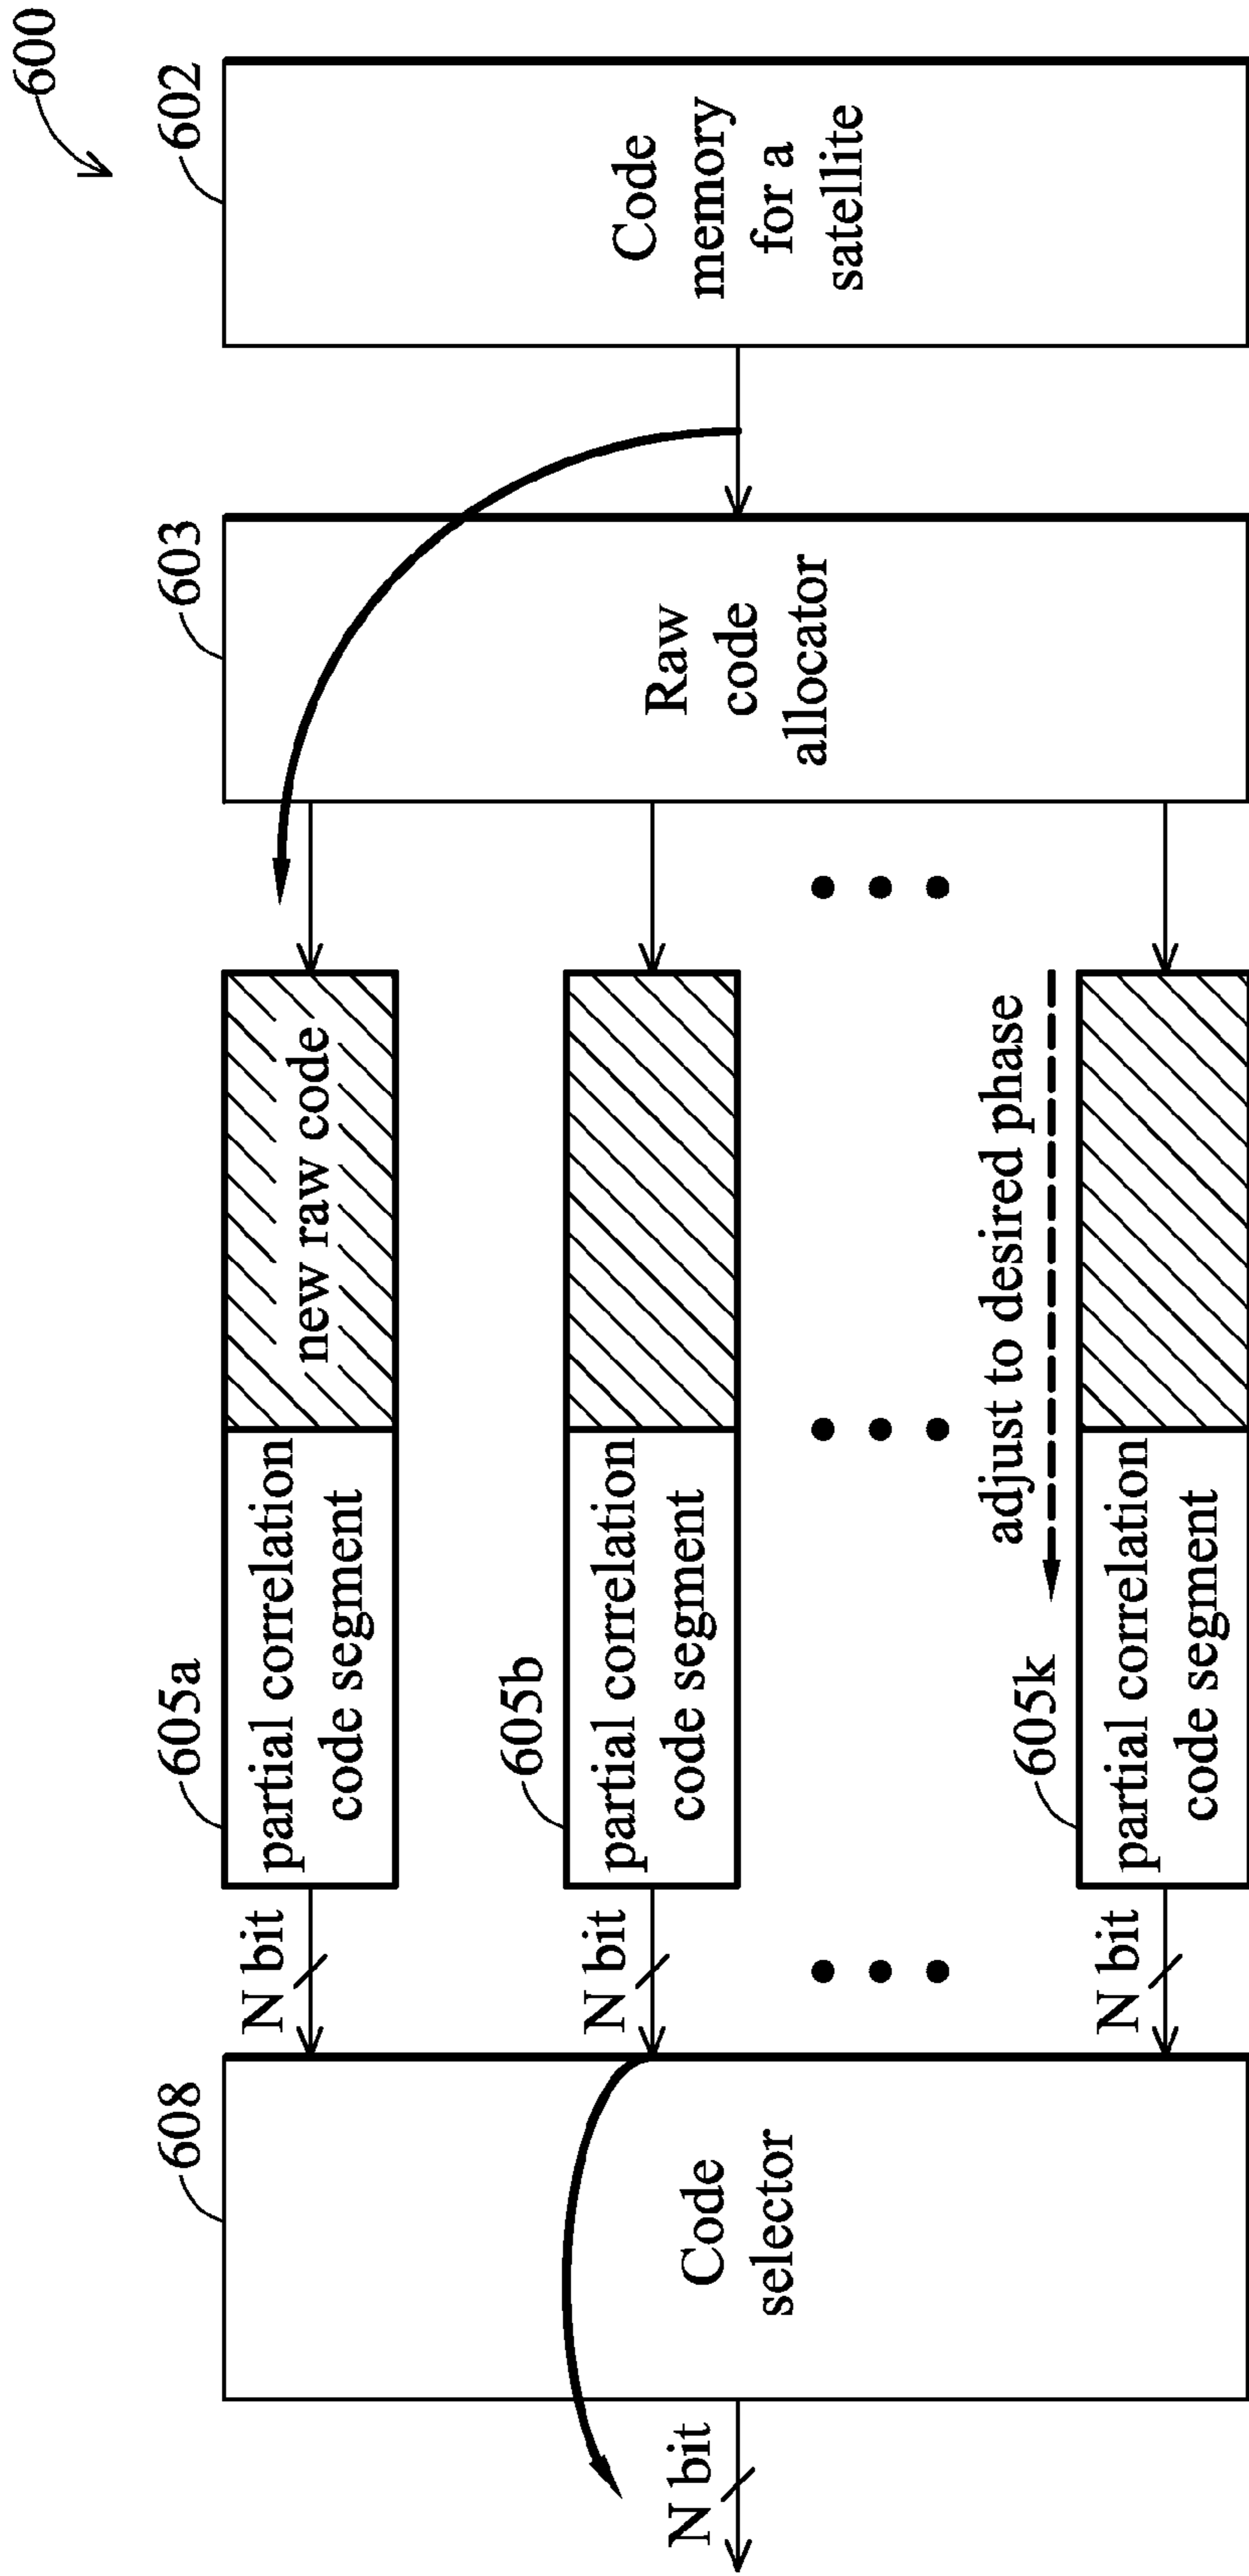 600
608
605a
603
602
N bit
partial correlation
code segment
new raw code
605b
N bit
partial correlation
code segment
Code
selector
N bit
Raw
code
allocator
Code
memory
for a
satellite
adjust to desired phase
605k
N bit
partial correlation
code segment